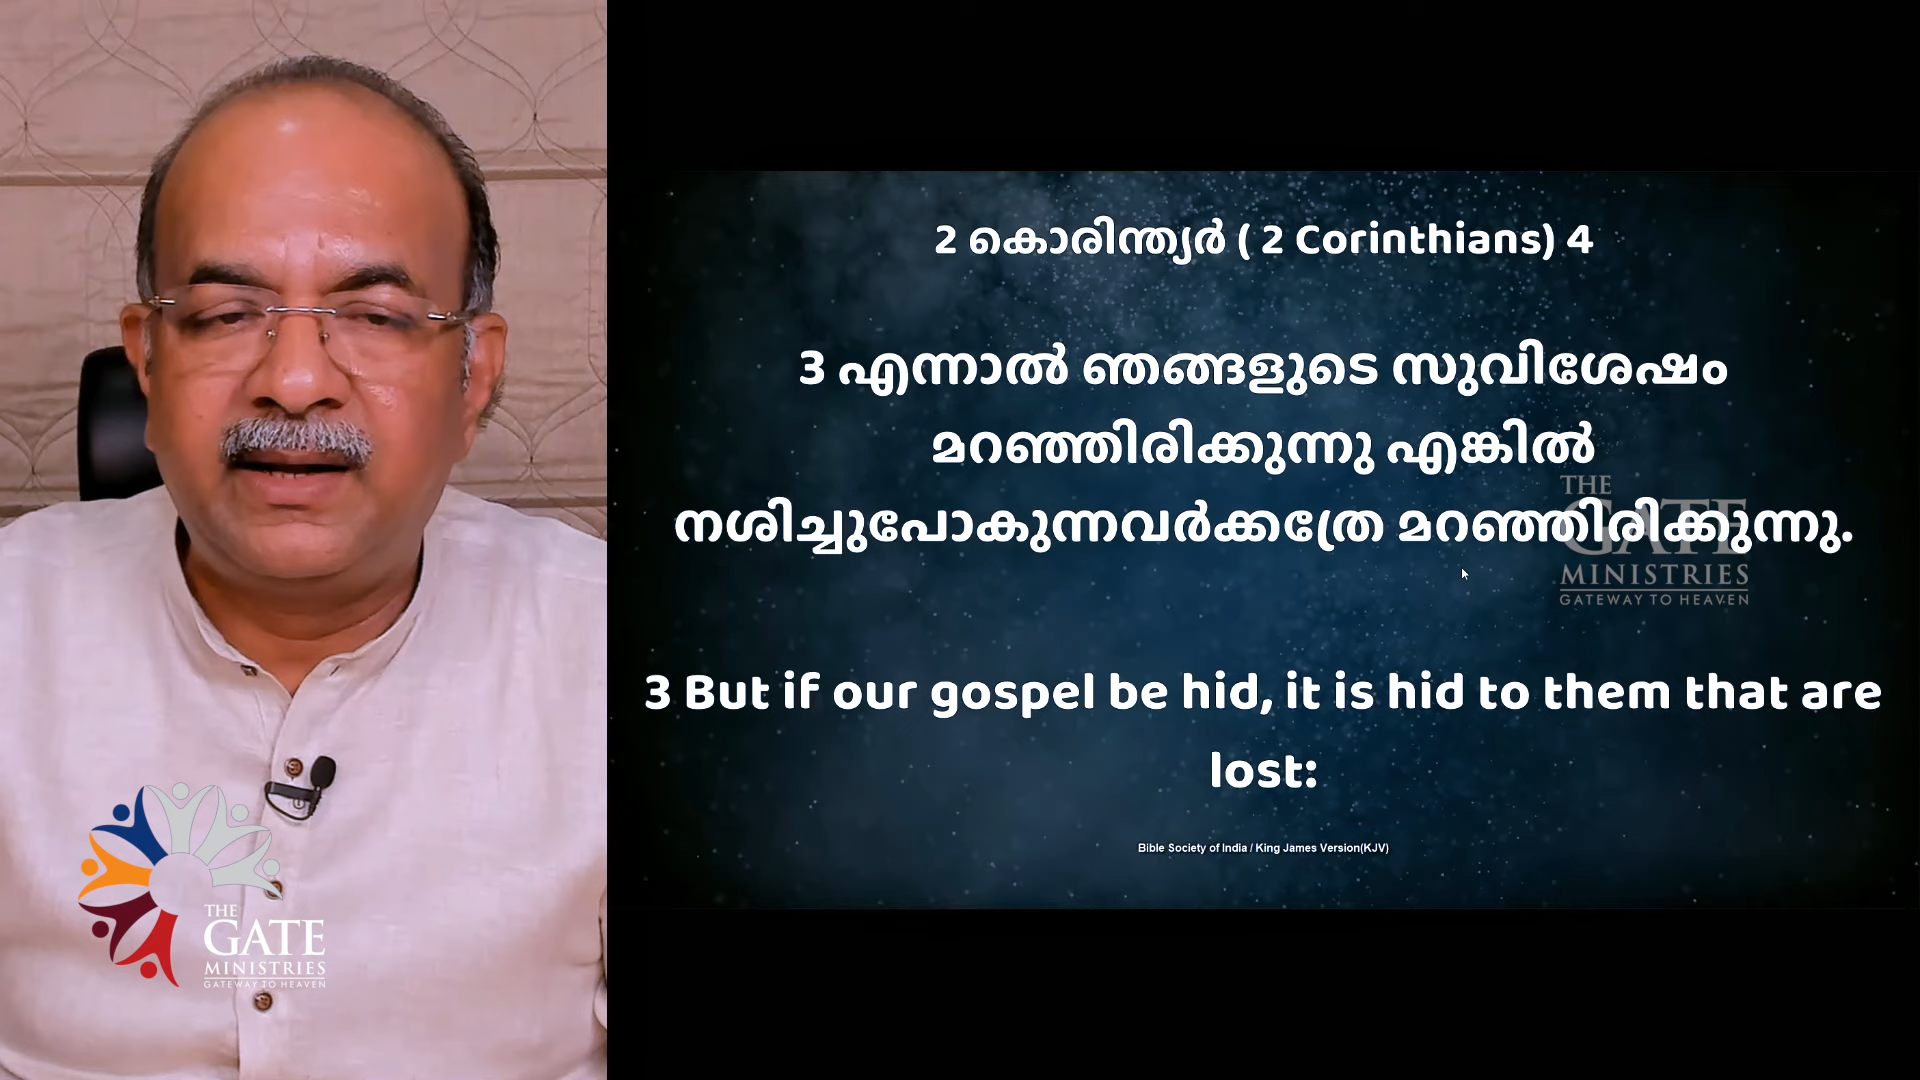 2 കൊരിന്ത്യർ ( 2 Corinthians) 4
3 എന്നാൽ ഞങ്ങളുടെ സുവിശേഷം
മറഞ്ഞിരിക്കുന്നു എങ്കിൽ
നശിച്ചുപോകുന്നവർക്കത്രേ മറഞ്ഞിരിക്കുന്നു.
THE
GATE
MINISTRIES
GATEWAY TO HEAVEN
3 But if our gospel be hid, it is hid to them that are
lost:
Bible Society of India / King James Version(KJV)
THE
GATE
MINISTRIES
GATEWAY TO HEAVEN